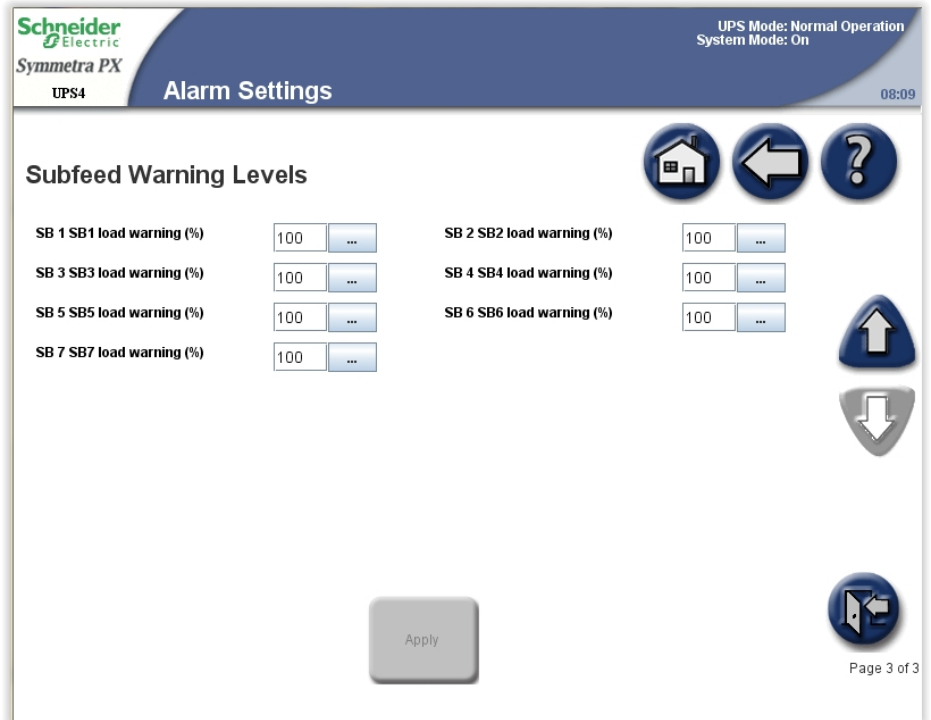 Schneider
Electric
Symmetra PX
UPS4
Alarm Settings
UPS Mode: Normal Operation
System Mode: On
08:09
Subfeed Warning Levels
?
SB 1 SB1 load warning (%) 100 ... SB 2 SB2 load warning (%) 100 ...
SB 3 SB3 load warning (%) 100 ... SB 4 SB4 load warning (%) 100 ...
SB 5 SB5 load warning (%) 100 ... SB 6 SB6 load warning (%) 100 ...
SB 7 SB7 load warning (%) 100 ...
Apply
Page 3 of 3